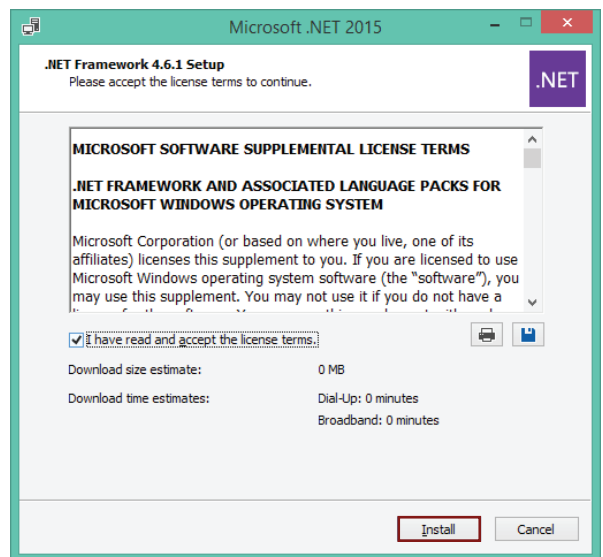 Microsoft .NET 2015
.NET Framework 4.6.1 Setup
Please accept the license terms to continue.
.NET
MICROSOFT SOFTWARE SUPPLEMENTAL LICENSE TERMS
.NET FRAMEWORK AND ASSOCIATED LANGUAGE PACKS FOR
MICROSOFT WINDOWS OPERATING SYSTEM
Microsoft Corporation (or based on where you live, one of its
affiliates) licenses this supplement to you. If you are licensed to use
Microsoft Windows operating system software (the “software”), you
may use this supplement. You may not use it if you do not have a
I have read and accept the license terms.
Download size estimate: 0 MB
Download time estimates: Dial-Up: 0 minutes
Broadband: 0 minutes
Install Cancel